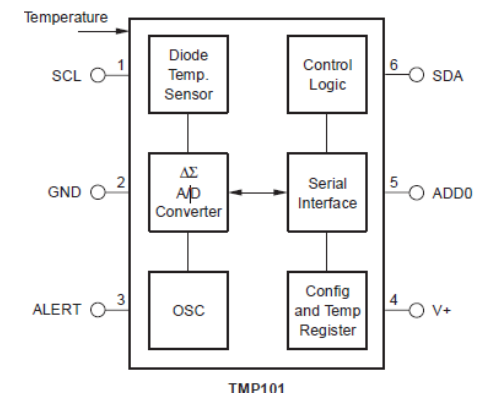 Temperature
SCL 1
Diode
Temp.
Sensor
Control
Logic
6 SDA
GND 2
ΔΣ
A/D
Converter
Serial
Interface
5 ADD0
ALERT 3
OSC
Config
and Temp
Register
4 V+
TMP101